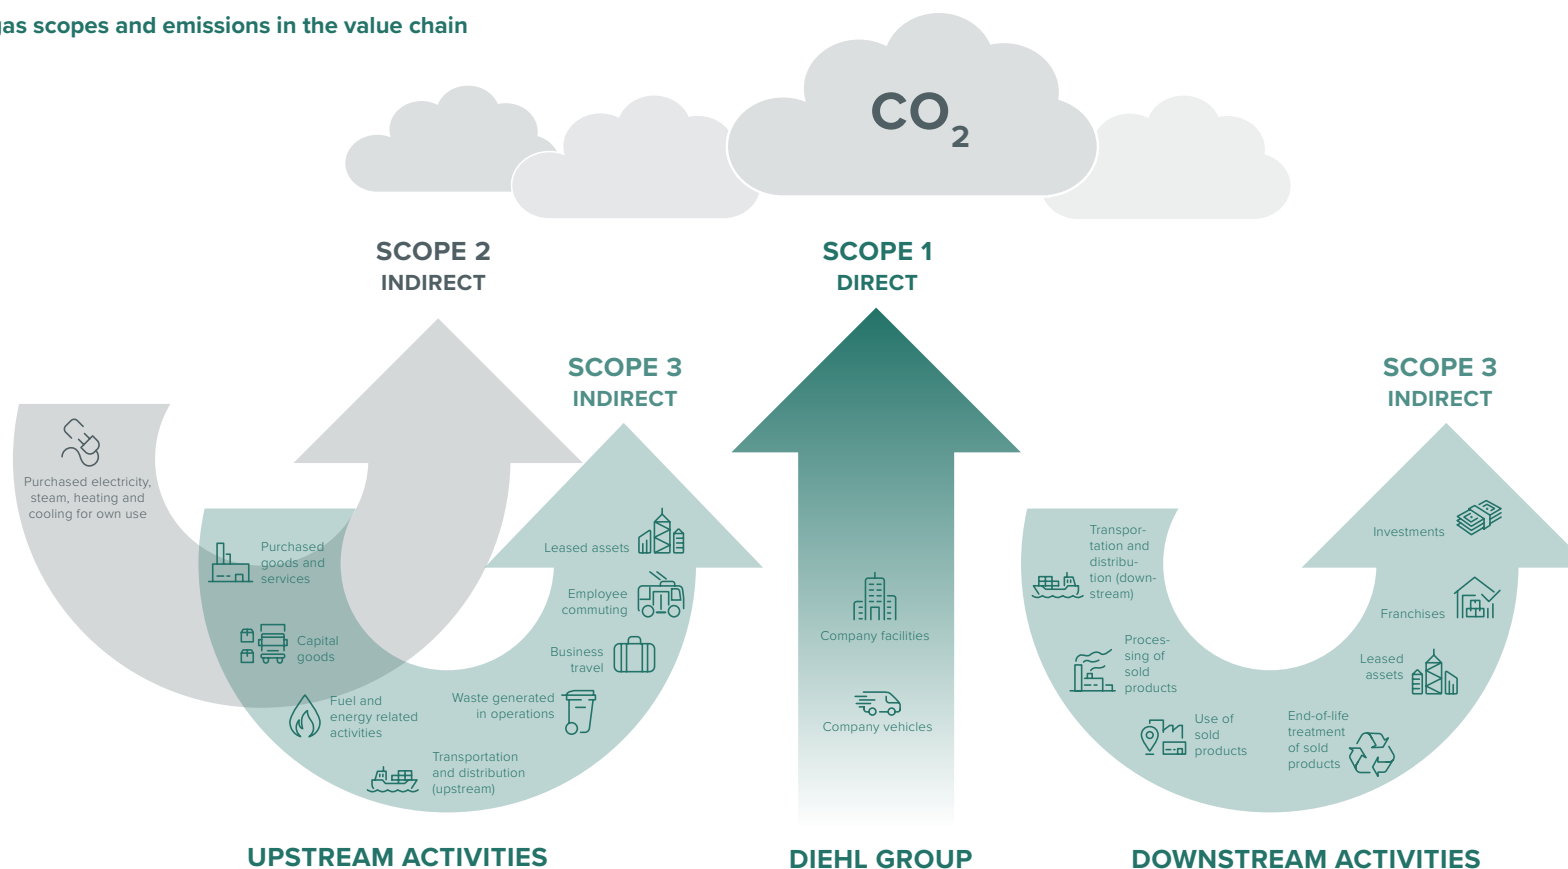 gas scopes and emissions in the value chain
CO2
SCOPE 2
INDIRECT
SCOPE 1
DIRECT
SCOPE 3
INDIRECT
SCOPE 3
INDIRECT
Purchased electricity,
steam, heating and
cooling for own use
Purchased
goods and
services
Capital
goods
Fuel and
energy related
activities
Transportation
and distribution
(upstream)
Waste generated
in operations
Business
travel
Employee
commuting
Leased assets
Company facilities
Company vehicles
Transpor-
tation and
distribu-
tion (down-
stream)
Proces-
sing of
sold
products
Use of
sold
products
End-of-life
treatment
of sold
products
Leased
assets
Franchises
Investments
UPSTREAM ACTIVITIES
DIEHL GROUP
DOWNSTREAM ACTIVITIES